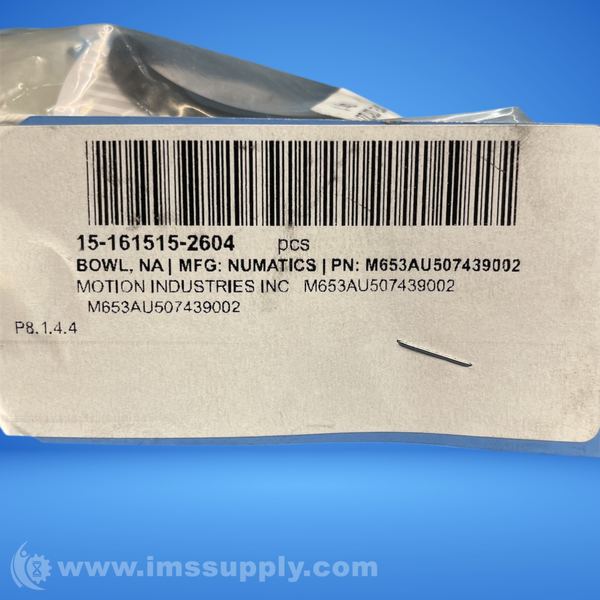 15-161515-2604 pcs
BOWL, NA | MFG: NUMATICS | PN: M653AU507439002
MOTION INDUSTRIES INC M653AU507439002
M653AU507439002
P8.1.4.4
www.imssupply.com